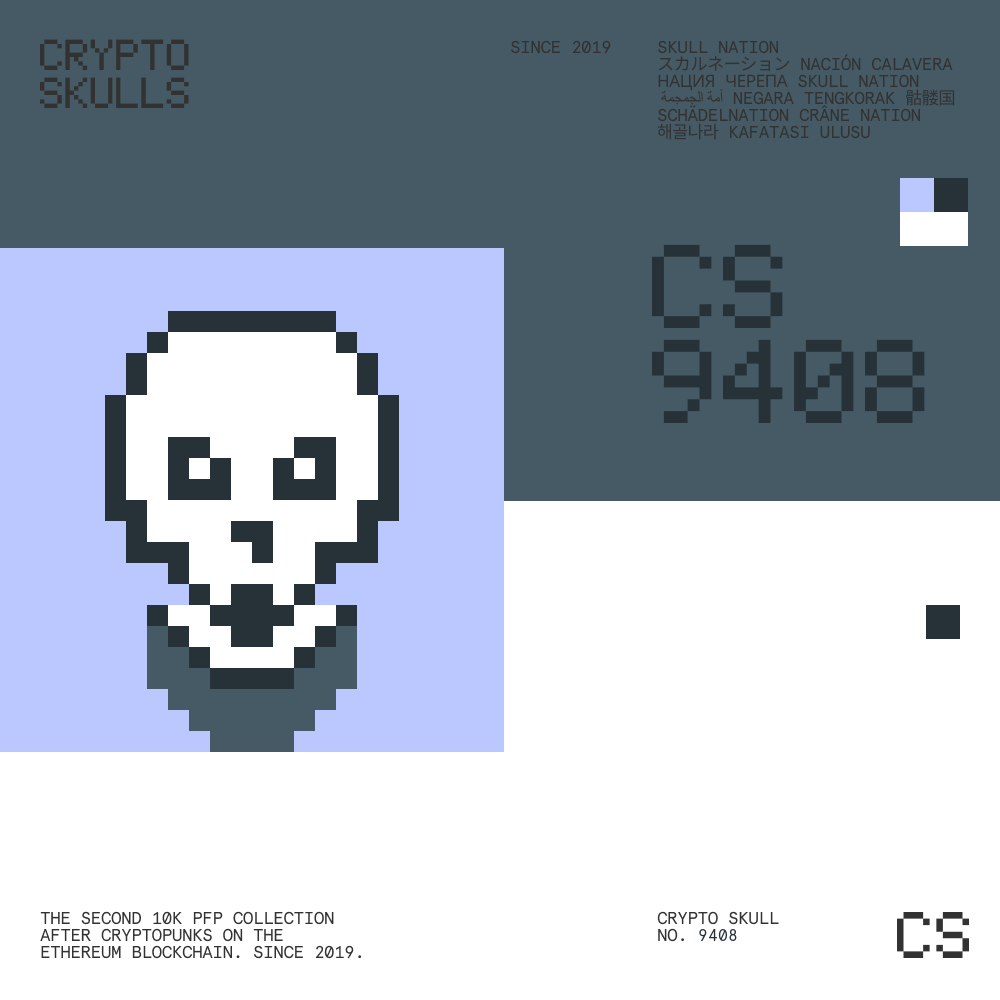 CRYPTO
SKULLS
SINCE 2019
SKULL NATION
スカルネーション NACIÓN CALAVERA
НАЦИЯ ЧЕРЕПА SKULL NATION
أمة الجمجمة NEGARA TENGKORAK 骷髅国
SCHÄDELNATION CRÂNE NATION
해골나라 KAFATASI ULUSU
CS
9408
THE SECOND 10K PFP COLLECTION
AFTER CRYPTOPUNKS ON THE
ETHEREUM BLOCKCHAIN. SINCE 2019.
CRYPTO SKULL
NO. 9408
CS